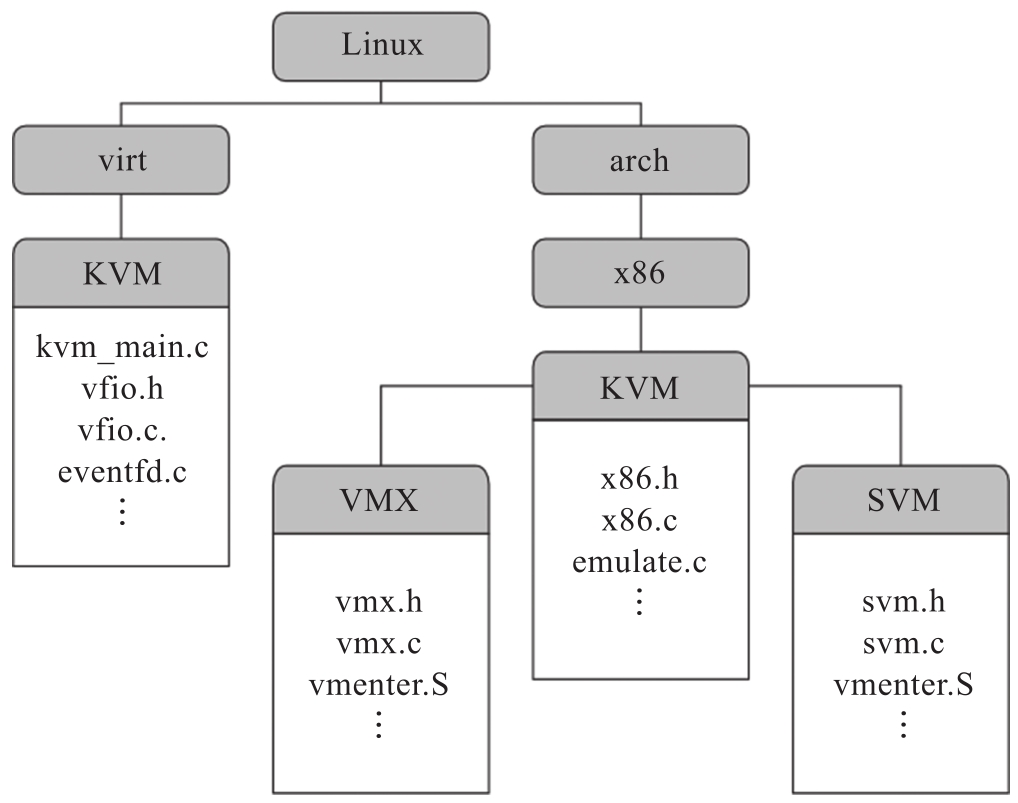 Linux
virt
arch
KVM
kvm_main.c
vfio.h
vfio.c.
eventfd.c
⋮
x86
KVM
x86.h
x86.c
emulate.c
⋮
VMX
vmx.h
vmx.c
vmenter.S
⋮
SVM
svm.h
svm.c
vmenter.S
⋮